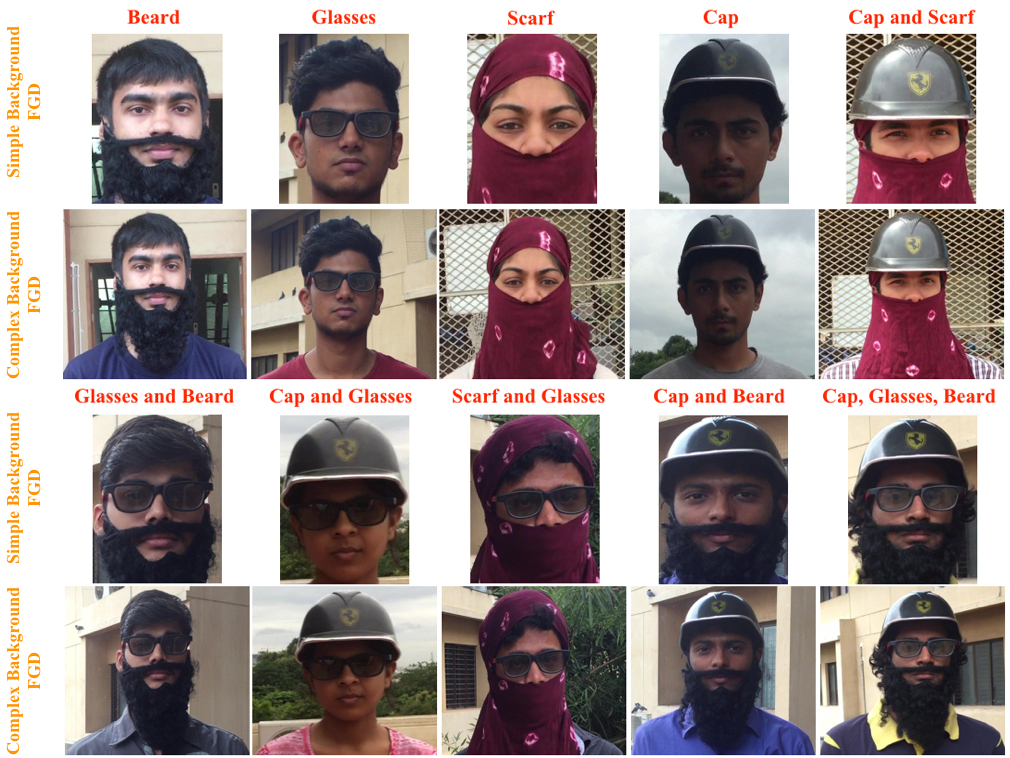 Beard
Glasses
Scarf
Cap
Cap and Scarf
Simple Background
FGD
Complex Background
FGD
Glasses and Beard
Cap and Glasses
Scarf and Glasses
Cap and Beard
Cap, Glasses, Beard
Simple Background
FGD
Complex Background
FGD